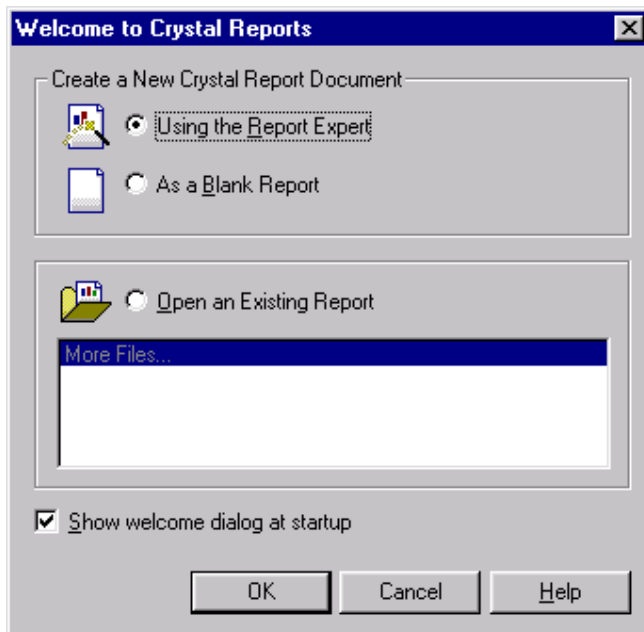 Welcome to Crystal Reports
Create a New Crystal Report Document
Using the Report Expert
As a Blank Report
Open an Existing Report
More Files...
Show welcome dialog at startup
OK Cancel Help